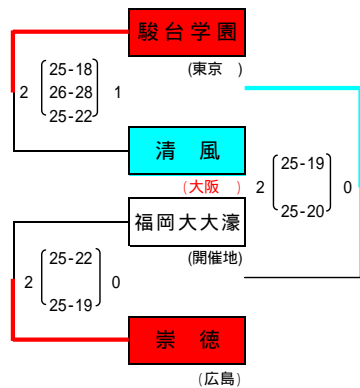 駿台学園
(東京　)
25-18
2 26-28 1
25-22
清　風
(大阪　)
25-19
2 0
25-20
福岡大大濠
(開催地)
25-22
2 0
25-19
崇　徳
(広島)